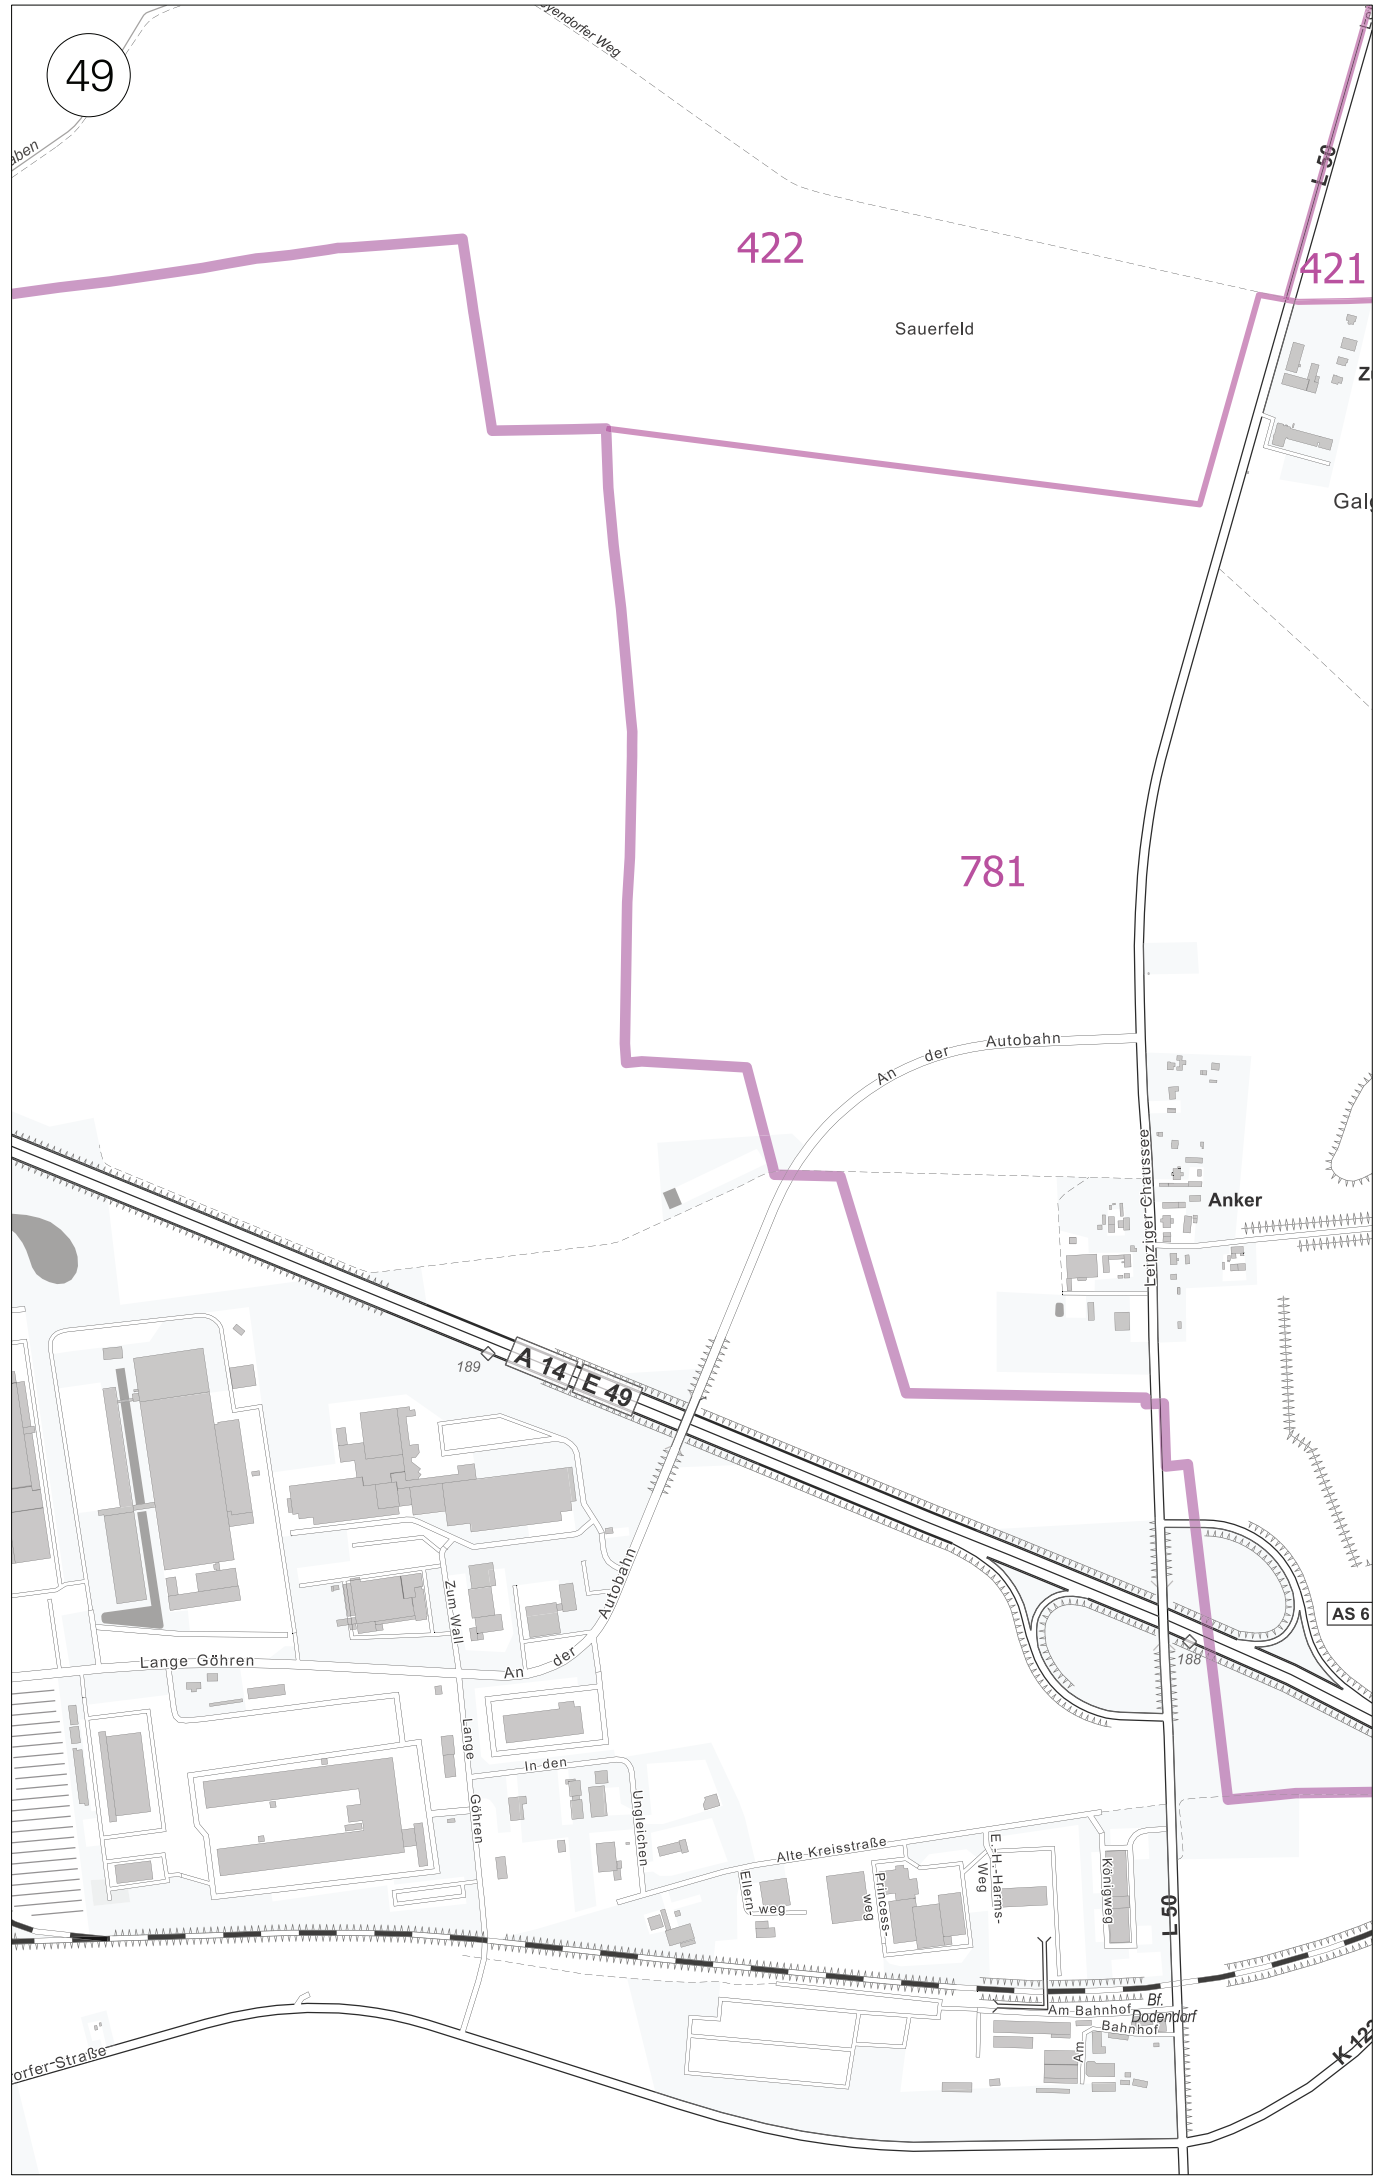 49
yendorfer Weg
aben
L 50
422
421
Sauerfeld
Z
Galg
781
An der Autobahn
Leipziger-Chaussee
Anker
189
A 14
E 49
An der Autobahn
Zum Wall
AS 6
188
Lange Göhren
Lange Göhren
In den Ungleichen
Alte Kreisstraße
Ellern-
weg
Princess-
weg
E.-H.-Harms-
Weg
Königweg
L 50
Am Bahnhof
Bf.
Dodendorf
Am Bahnhof
orfer-Straße
K 122